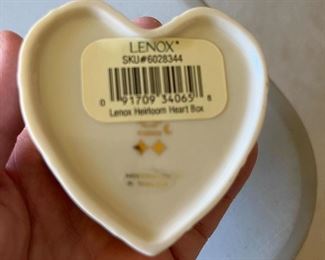 LENOX®
SKU#6028344
0 91709 34065 8
Lenox Heirloom Heart Box